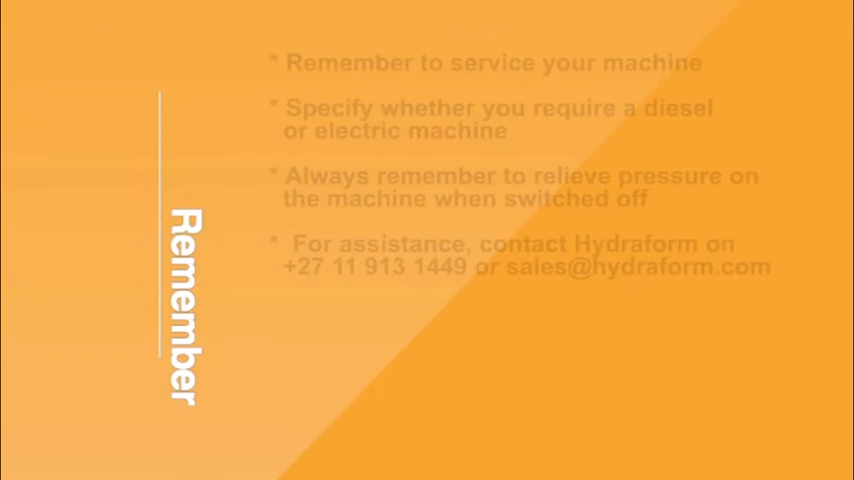 Remember
* Remember to service your machine
* Specify whether you require a diesel
or electric machine
* Always remember to relieve pressure on
the machine when switched off
* For assistance, contact Hydraform on
+27 11 913 1449 or sales@hydraform.com